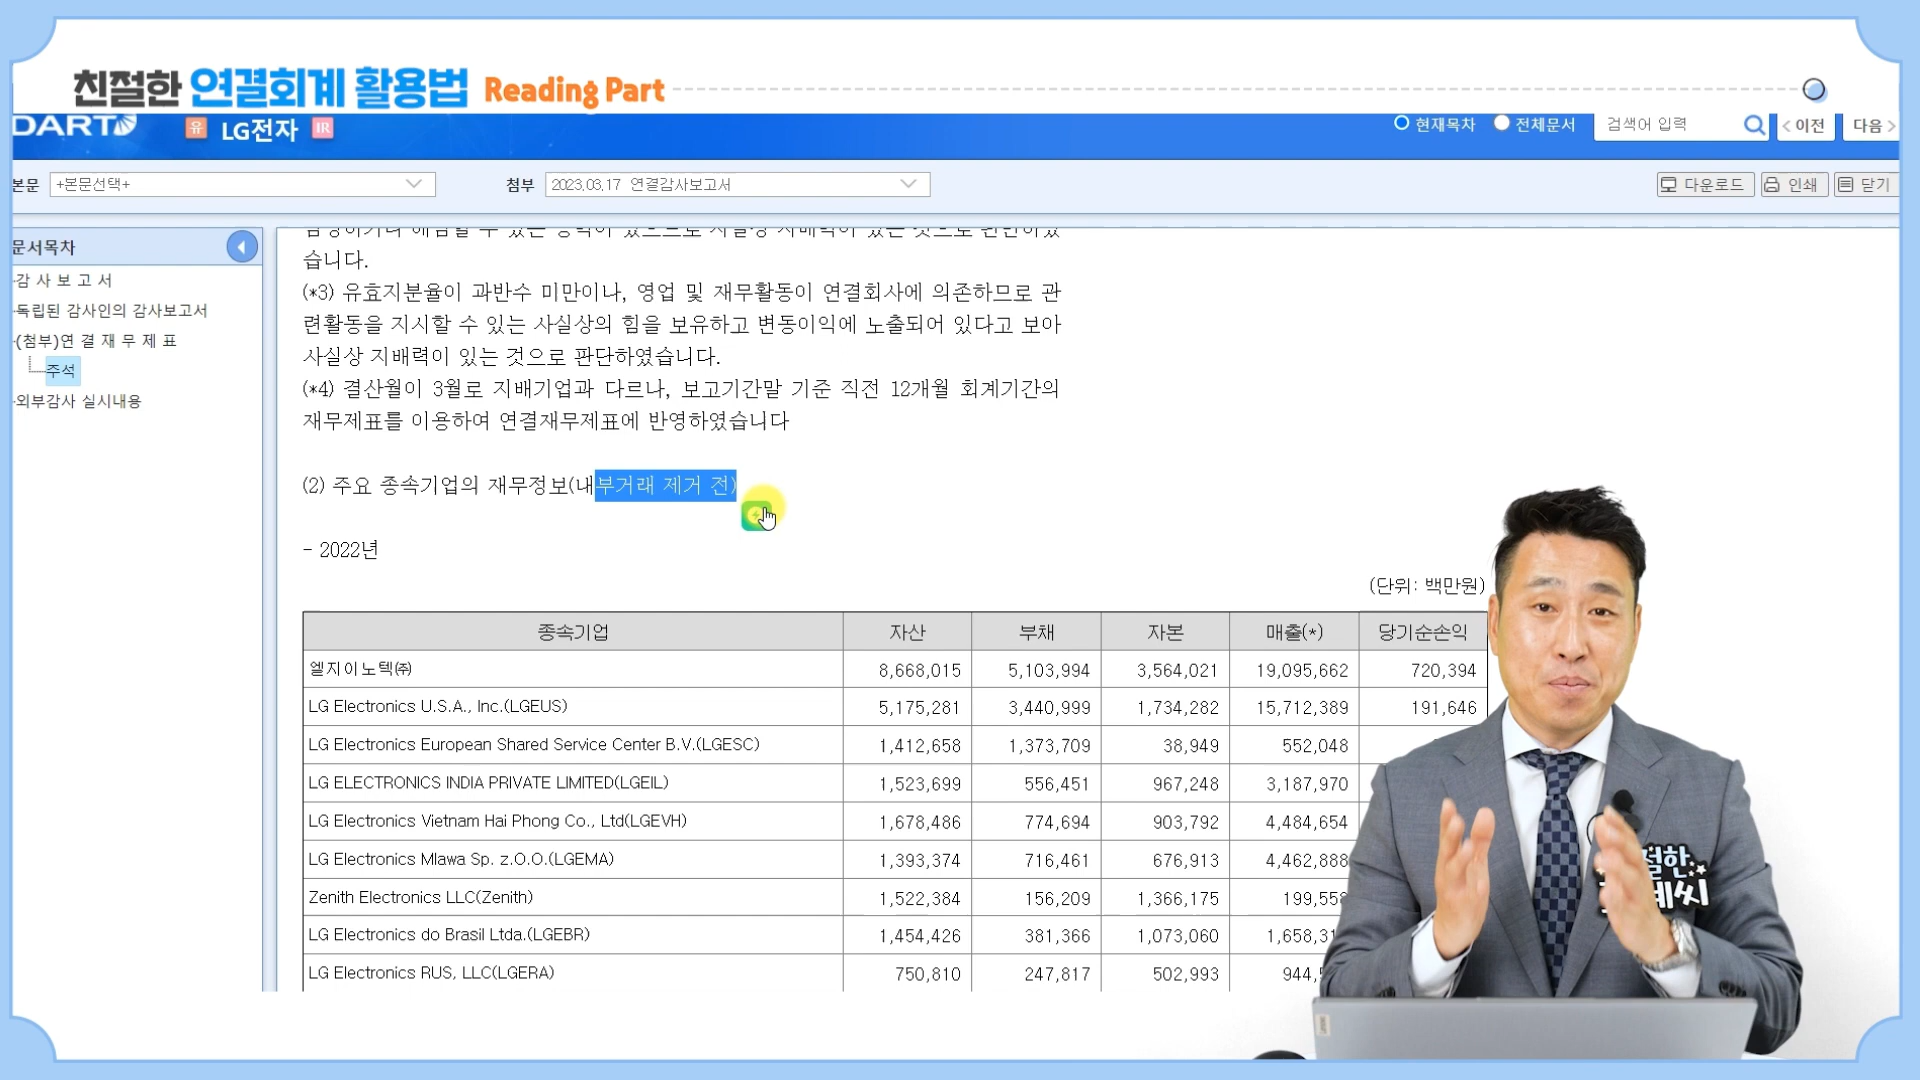 친절한 연결회계 활용법 Reading Part
DART 유 LG전자 IR
현재목차 전체문서 검색어 입력 <이전 다음>
본문 +본문선택+ 첨부 2023.03.17 연결감사보고서 다운로드 인쇄 닫기
문서목차
감 사 보 고 서
독립된 감사인의 감사보고서
(첨부)연 결 재 무 제 표
주석
외부감사 실시내용
습니다.
(*3) 유효지분율이 과반수 미만이나, 영업 및 재무활동이 연결회사에 의존하므로 관
련활동을 지시할 수 있는 사실상의 힘을 보유하고 변동이익에 노출되어 있다고 보아
사실상 지배력이 있는 것으로 판단하였습니다.
(*4) 결산월이 3월로 지배기업과 다르나, 보고기간말 기준 직전 12개월 회계기간의
재무제표를 이용하여 연결재무제표에 반영하였습니다
(2) 주요 종속기업의 재무정보(내부거래 제거 전)
- 2022년
(단위: 백만원)
종속기업 자산 부채 자본 매출(*) 당기순손익
엘지이노텍㈜ 8,668,015 5,103,994 3,564,021 19,095,662 720,394
LG Electronics U.S.A., Inc.(LGEUS) 5,175,281 3,440,999 1,734,282 15,712,389 191,646
LG Electronics European Shared Service Center B.V.(LGESC) 1,412,658 1,373,709 38,949 552,048
LG ELECTRONICS INDIA PRIVATE LIMITED(LGEIL) 1,523,699 556,451 967,248 3,187,970
LG Electronics Vietnam Hai Phong Co., Ltd(LGEVH) 1,678,486 774,694 903,792 4,484,654
LG Electronics Mlawa Sp. z.O.O.(LGEMA) 1,393,374 716,461 676,913 4,462,888
Zenith Electronics LLC(Zenith) 1,522,384 156,209 1,366,175 199,558
LG Electronics do Brasil Ltda.(LGEBR) 1,454,426 381,366 1,073,060
LG Electronics RUS, LLC(LGERA) 750,810 247,817 502,993